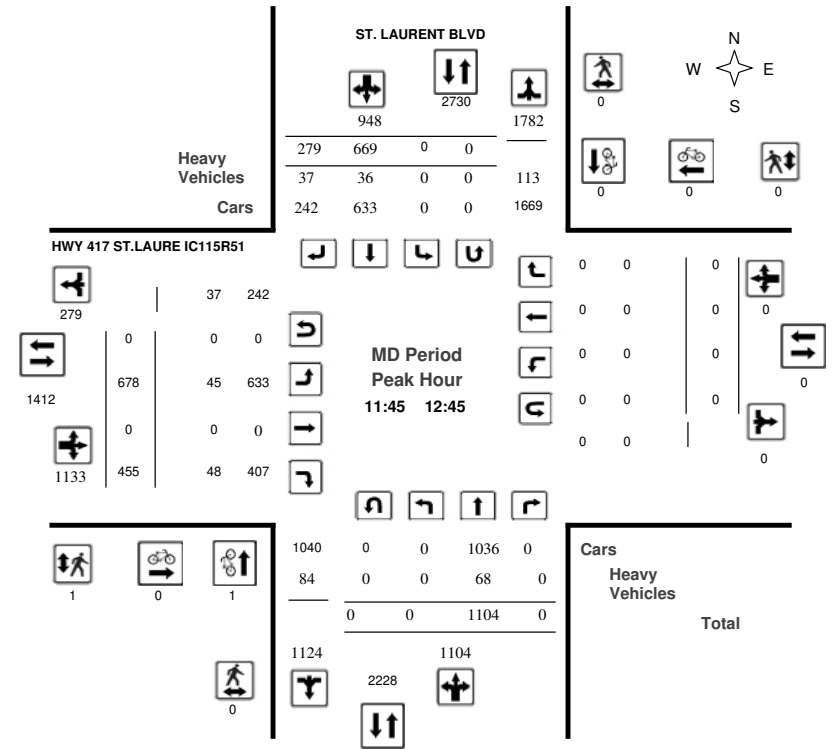 ST. LAURENT BLVD
N
W E
S
2730
948
1782
0
279 669 0 0
Heavy
Vehicles
37 36 0 0 113
Cars
242 633 0 0 1669
0 0 0
HWY 417 ST.LAURE IC115R51
279
37 242
0 0 0
678 45 633
1412
0 0 0
1133
455 48 407
MD Period
Peak Hour
11:45 12:45
0 0 0
0
0 0 0
0 0 0
0
0 0 0
0 0
0
1040 0 0 1036 0
84 0 0 68 0
0 0 1104 0
1124 1104
2228
Cars
Heavy
Vehicles
Total
1 0 1
0